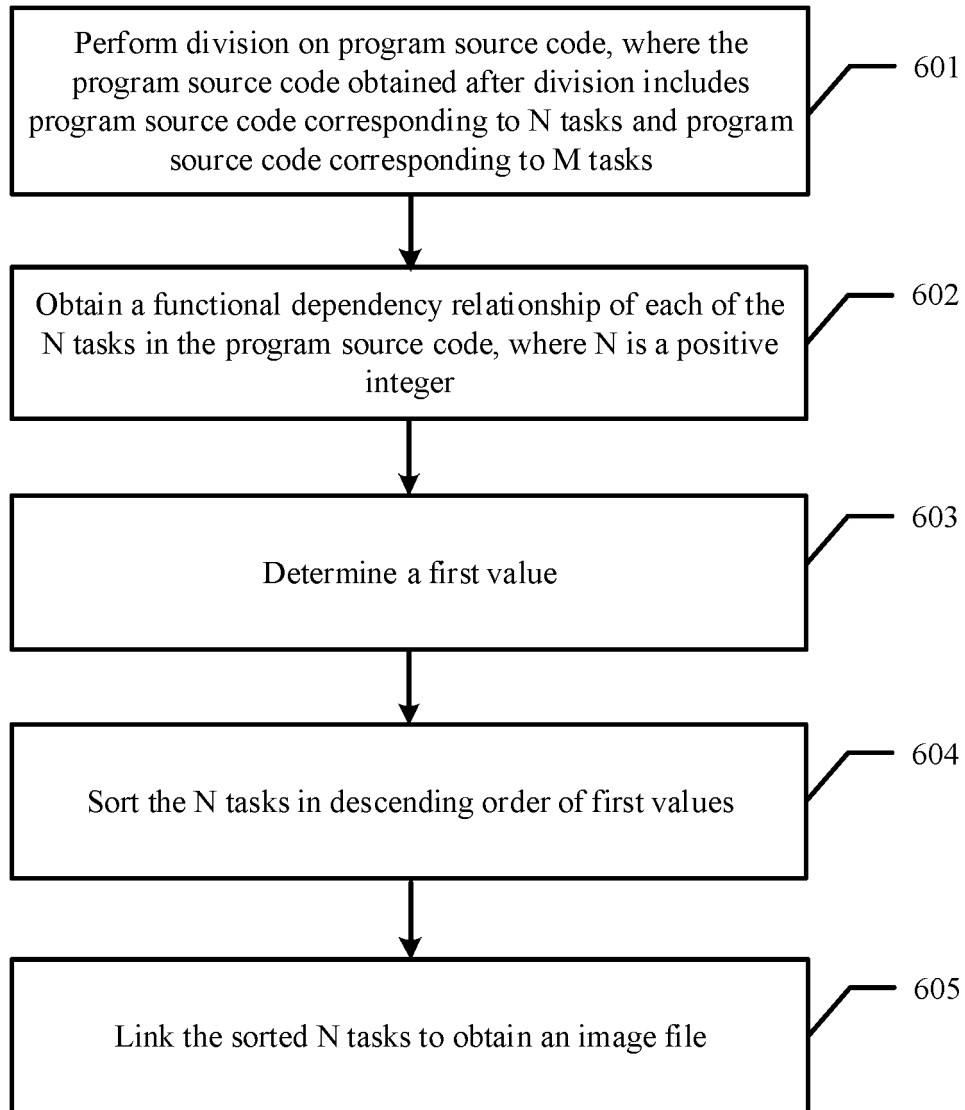 Perform division on program source code, where the
program source code obtained after division includes
program source code corresponding to N tasks and program
source code corresponding to M tasks
601
Obtain a functional dependency relationship of each of the
N tasks in the program source code, where N is a positive
integer
602
Determine a first value
603
Sort the N tasks in descending order of first values
604
Link the sorted N tasks to obtain an image file
605